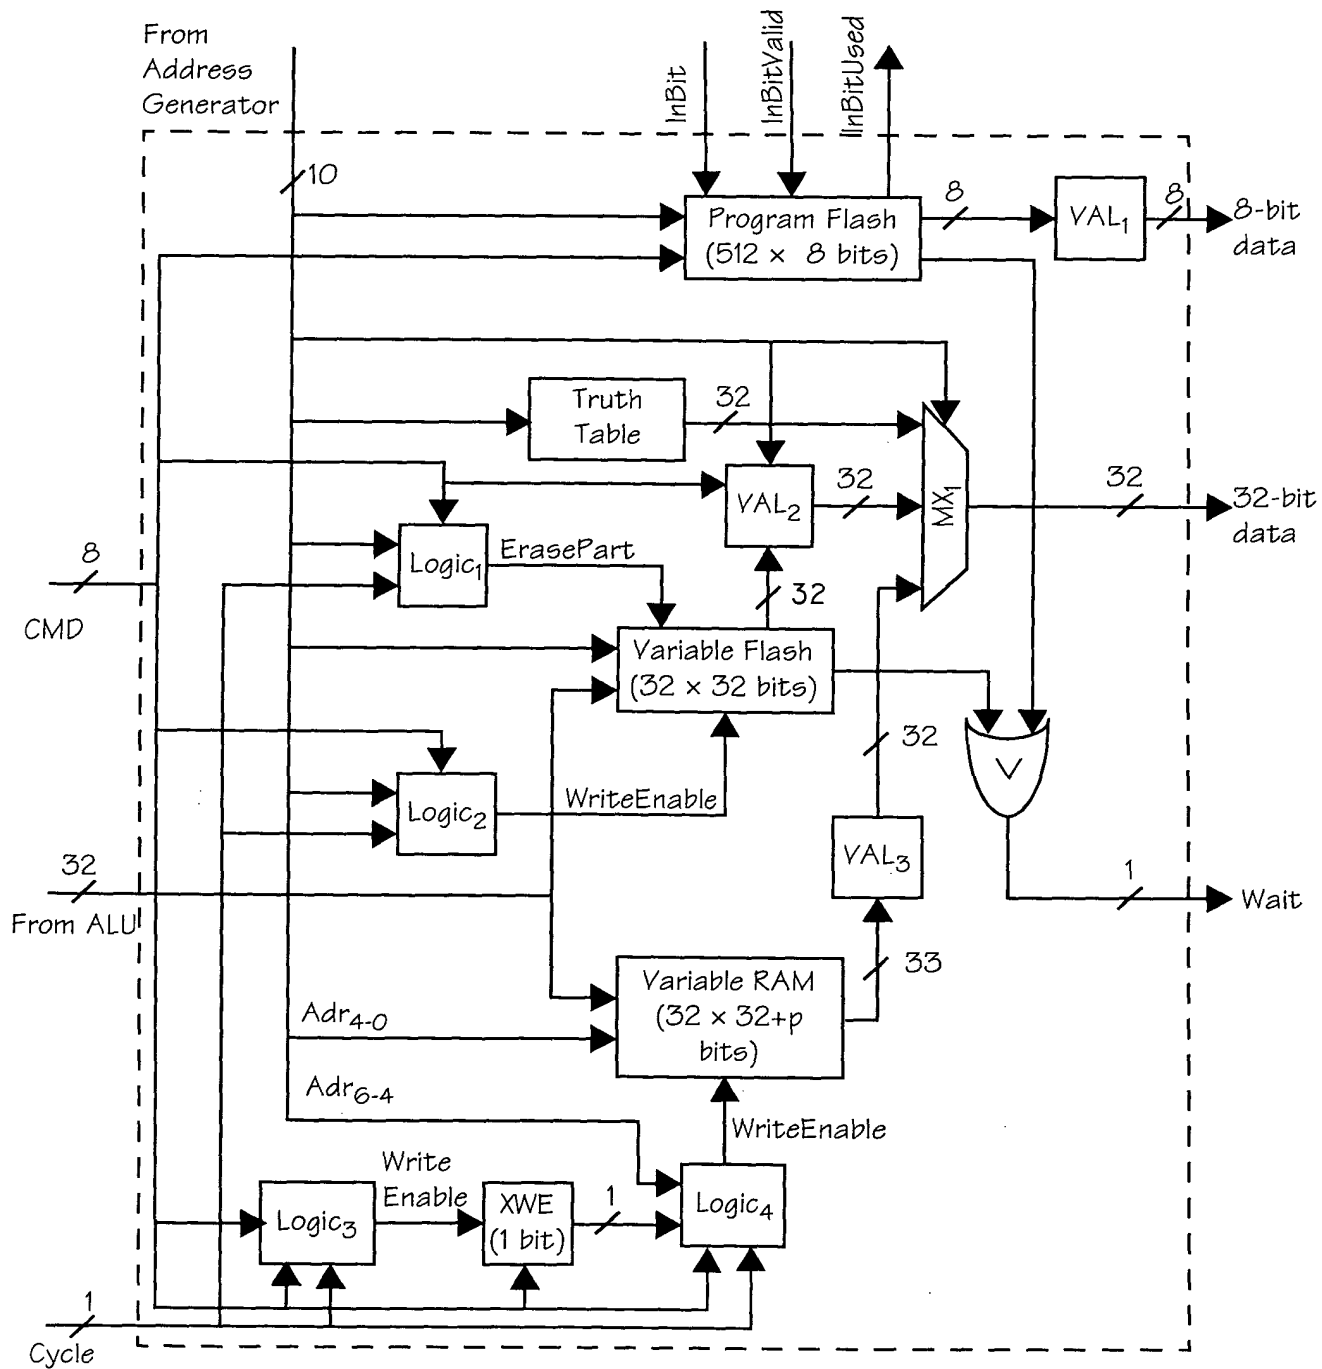 From
Address
Generator
InBit
InBitValid
InBitUsed
10
Program Flash
(512 × 8 bits)
8
VAL1
8
8-bit
data
Truth
Table
32
VAL2
32
MX1
32
32-bit
data
8
CMD
Logic1
ErasePart
32
Variable Flash
(32 × 32 bits)
32
V
Logic2
WriteEnable
VAL3
32
From ALU
1
Wait
33
Variable RAM
(32 × 32+p
bits)
Adr4-0
Adr6-4
WriteEnable
Write
Enable
Logic3
XWE
(1 bit)
1
Logic4
1
Cycle